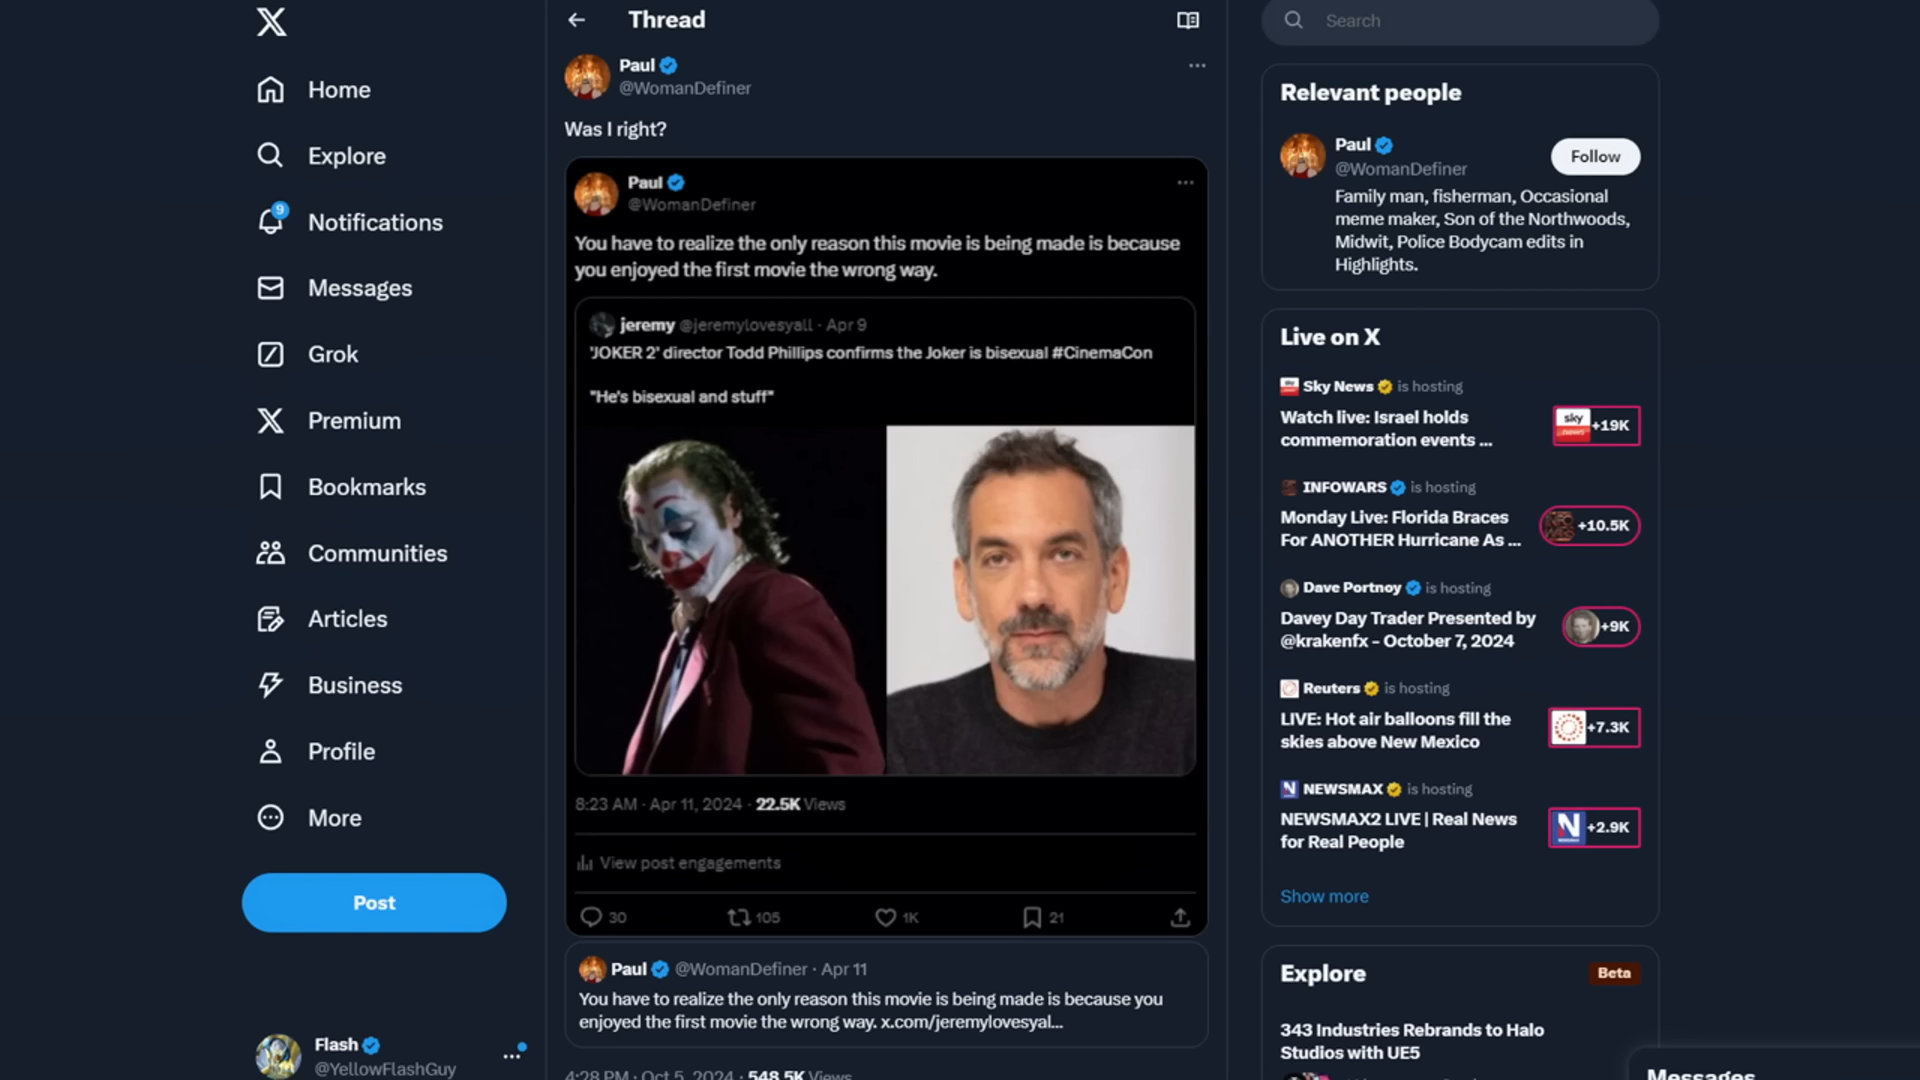 Home
Explore
9
Notifications
Messages
Grok
Premium
Bookmarks
Communities
Articles
Business
Profile
More
Post
Flash
@YellowFlashGuy
Thread
Paul
@WomanDefiner
Was I right?
Paul
@WomanDefiner
You have to realize the only reason this movie is being made is because
you enjoyed the first movie the wrong way.
jeremy @jeremylovesyall · Apr 9
'JOKER 2' director Todd Phillips confirms the Joker is bisexual #CinemaCon
"He's bisexual and stuff"
8:23 AM · Apr 11, 2024 · 22.5K Views
View post engagements
30 105 1K 21
Paul @WomanDefiner · Apr 11
You have to realize the only reason this movie is being made is because you
enjoyed the first movie the wrong way. x.com/jeremylovesyal...
4:28 PM · Oct 5, 2024 · 548.5K Views
Search
Relevant people
Paul
@WomanDefiner
Follow
Family man, fisherman, Occasional
meme maker, Son of the Northwoods,
Midwit, Police Bodycam edits in
Highlights.
Live on X
Sky News is hosting
Watch live: Israel holds
commemoration events ...
sky news +19K
INFOWARS is hosting
Monday Live: Florida Braces
For ANOTHER Hurricane As ...
+10.5K
Dave Portnoy is hosting
Davey Day Trader Presented by
@krakenfx - October 7, 2024
+9K
Reuters is hosting
LIVE: Hot air balloons fill the
skies above New Mexico
+7.3K
NEWSMAX is hosting
NEWSMAX2 LIVE | Real News
for Real People
N +2.9K
Show more
Explore
Beta
343 Industries Rebrands to Halo
Studios with UE5
Messages